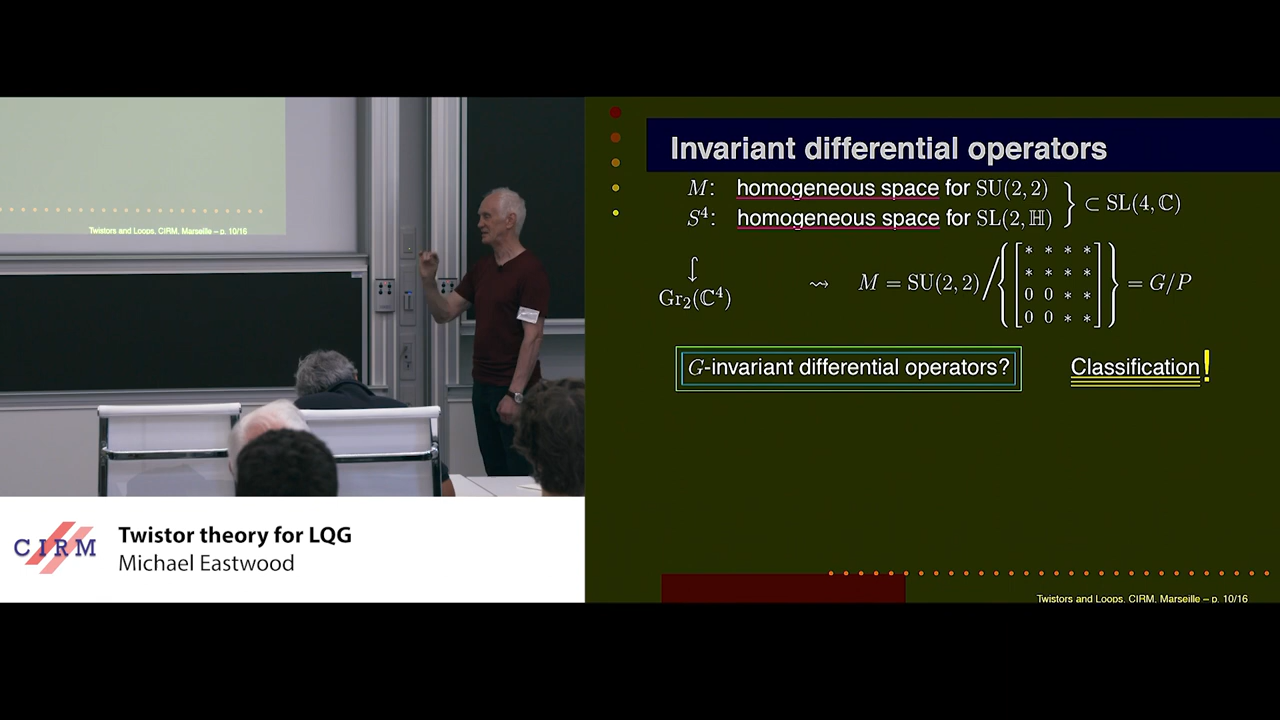 Twistors and Loops, CIRM, Marseille – p. 10/16
CIRM
Twistor theory for LQG
Michael Eastwood
Invariant differential operators
M: homogeneous space for SU(2,2)
S⁴: homogeneous space for SL(2,ℍ) } ⊂ SL(4,ℂ)
↪
Gr₂(ℂ⁴) ⇝ M = SU(2,2) / { [
* * * *
* * * *
0 0 * *
0 0 * *
] } = G/P
G-invariant differential operators? Classification!
Twistors and Loops, CIRM, Marseille – p. 10/16